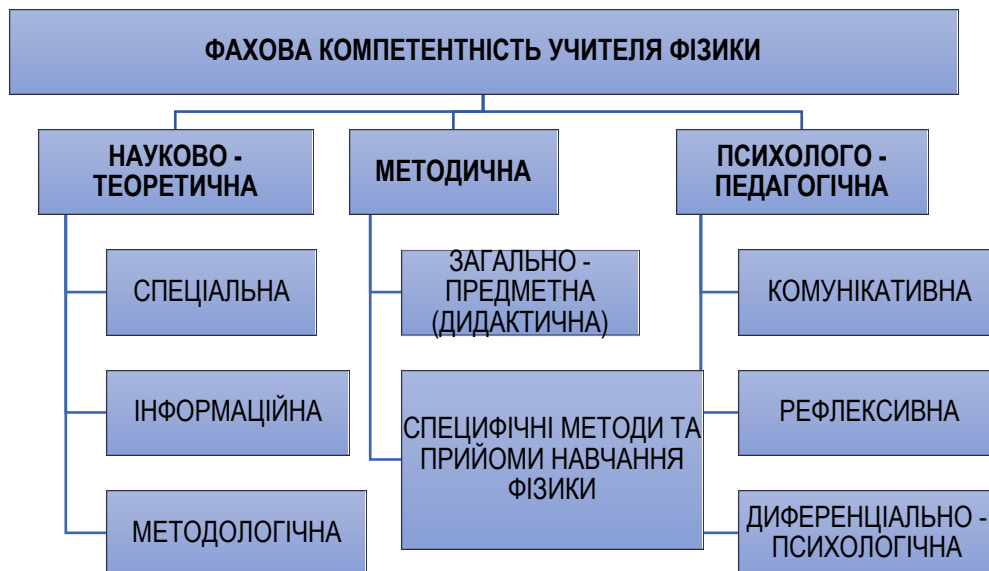 ФАХОВА КОМПЕТЕНТНІСТЬ УЧИТЕЛЯ ФІЗИКИ
НАУКОВО -
ТЕОРЕТИЧНА
СПЕЦІАЛЬНА
ІНФОРМАЦІЙНА
МЕТОДОЛОГІЧНА
МЕТОДИЧНА
ЗАГАЛЬНО -
ПРЕДМЕТНА
(ДИДАКТИЧНА)
СПЕЦИФІЧНІ МЕТОДИ ТА
ПРИЙОМИ НАВЧАННЯ
ФІЗИКИ
ПСИХОЛОГО -
ПЕДАГОГІЧНА
КОМУНІКАТИВНА
РЕФЛЕКСИВНА
ДИФЕРЕНЦІАЛЬНО -
ПСИХОЛОГІЧНА